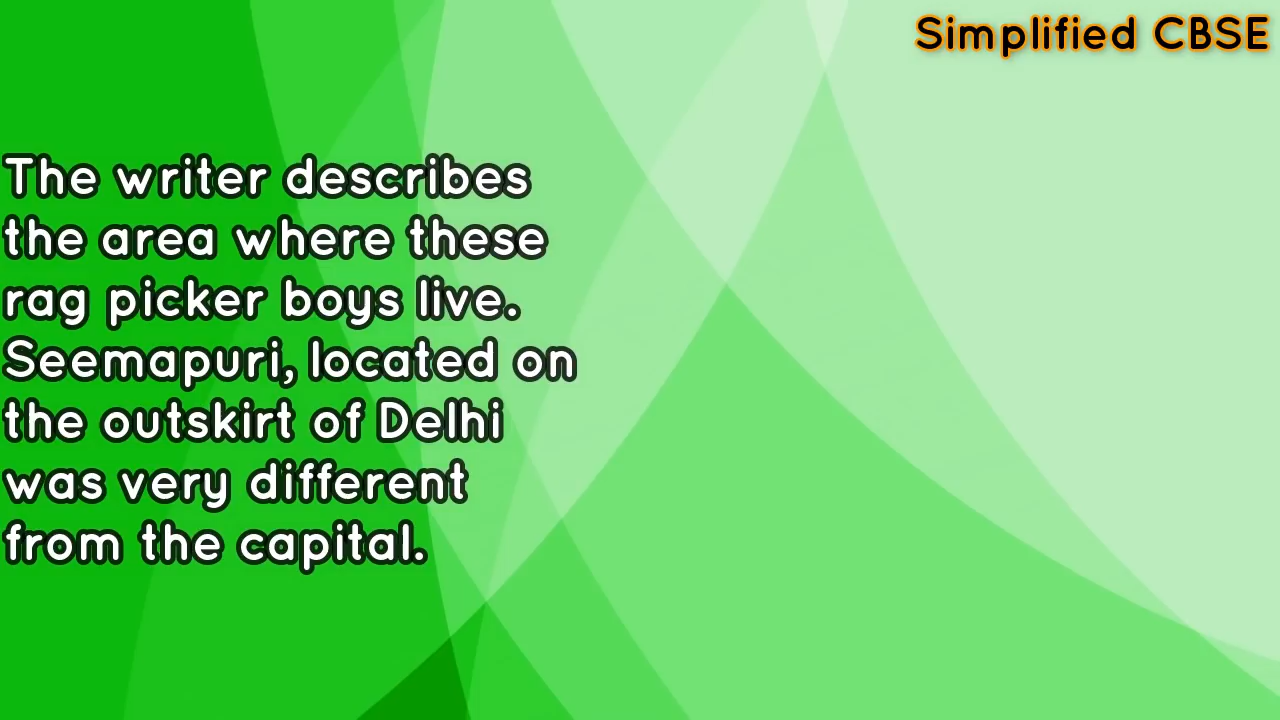 Simplified CBSE
The writer describes
the area where these
rag picker boys live.
Seemapuri, located on
the outskirt of Delhi
was very different
from the capital.